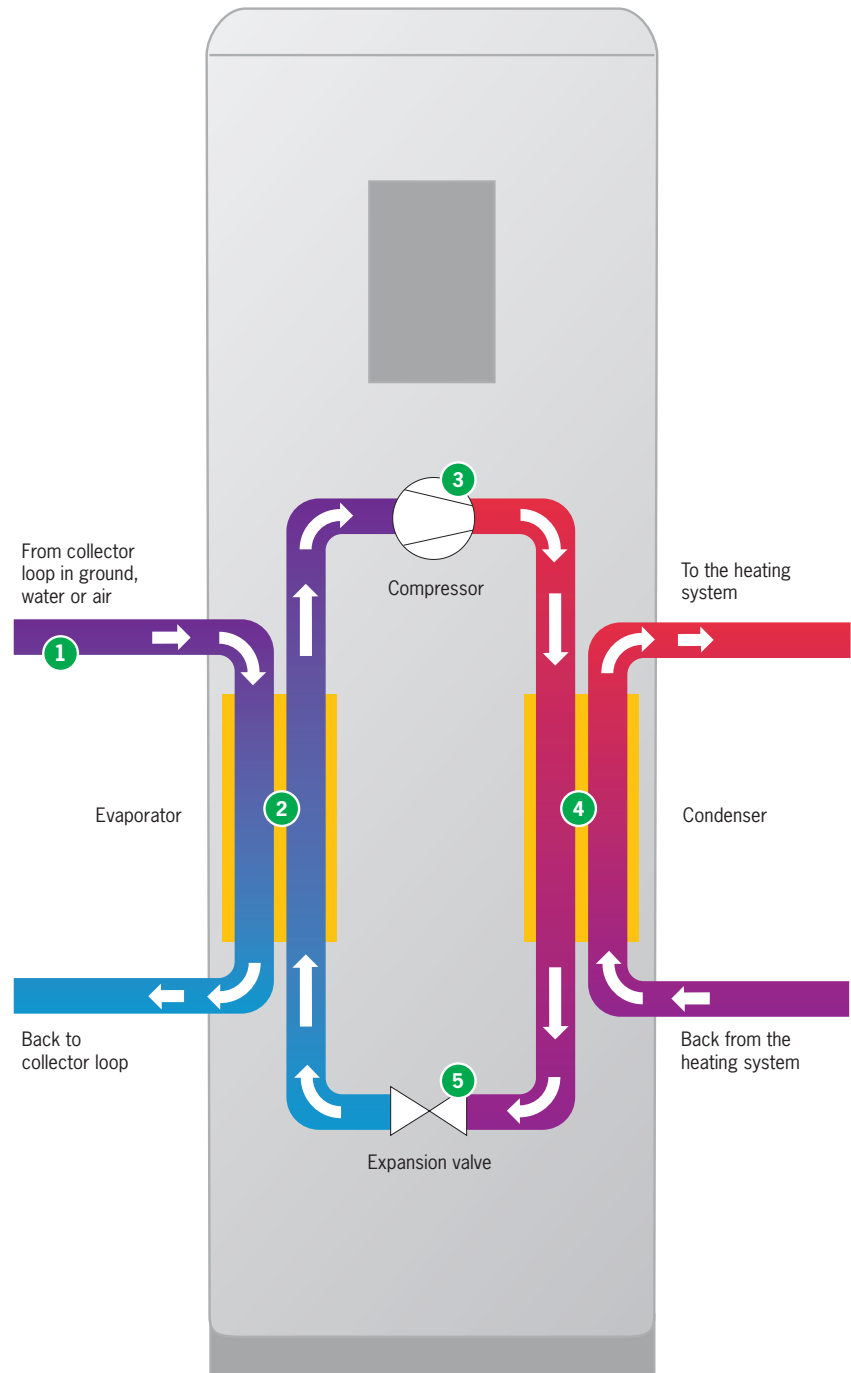 3
Compressor
From collector
loop in ground,
water or air
1
To the heating
system
Evaporator
2
4
Condenser
Back to
collector loop
Back from the
heating system
5
Expansion valve